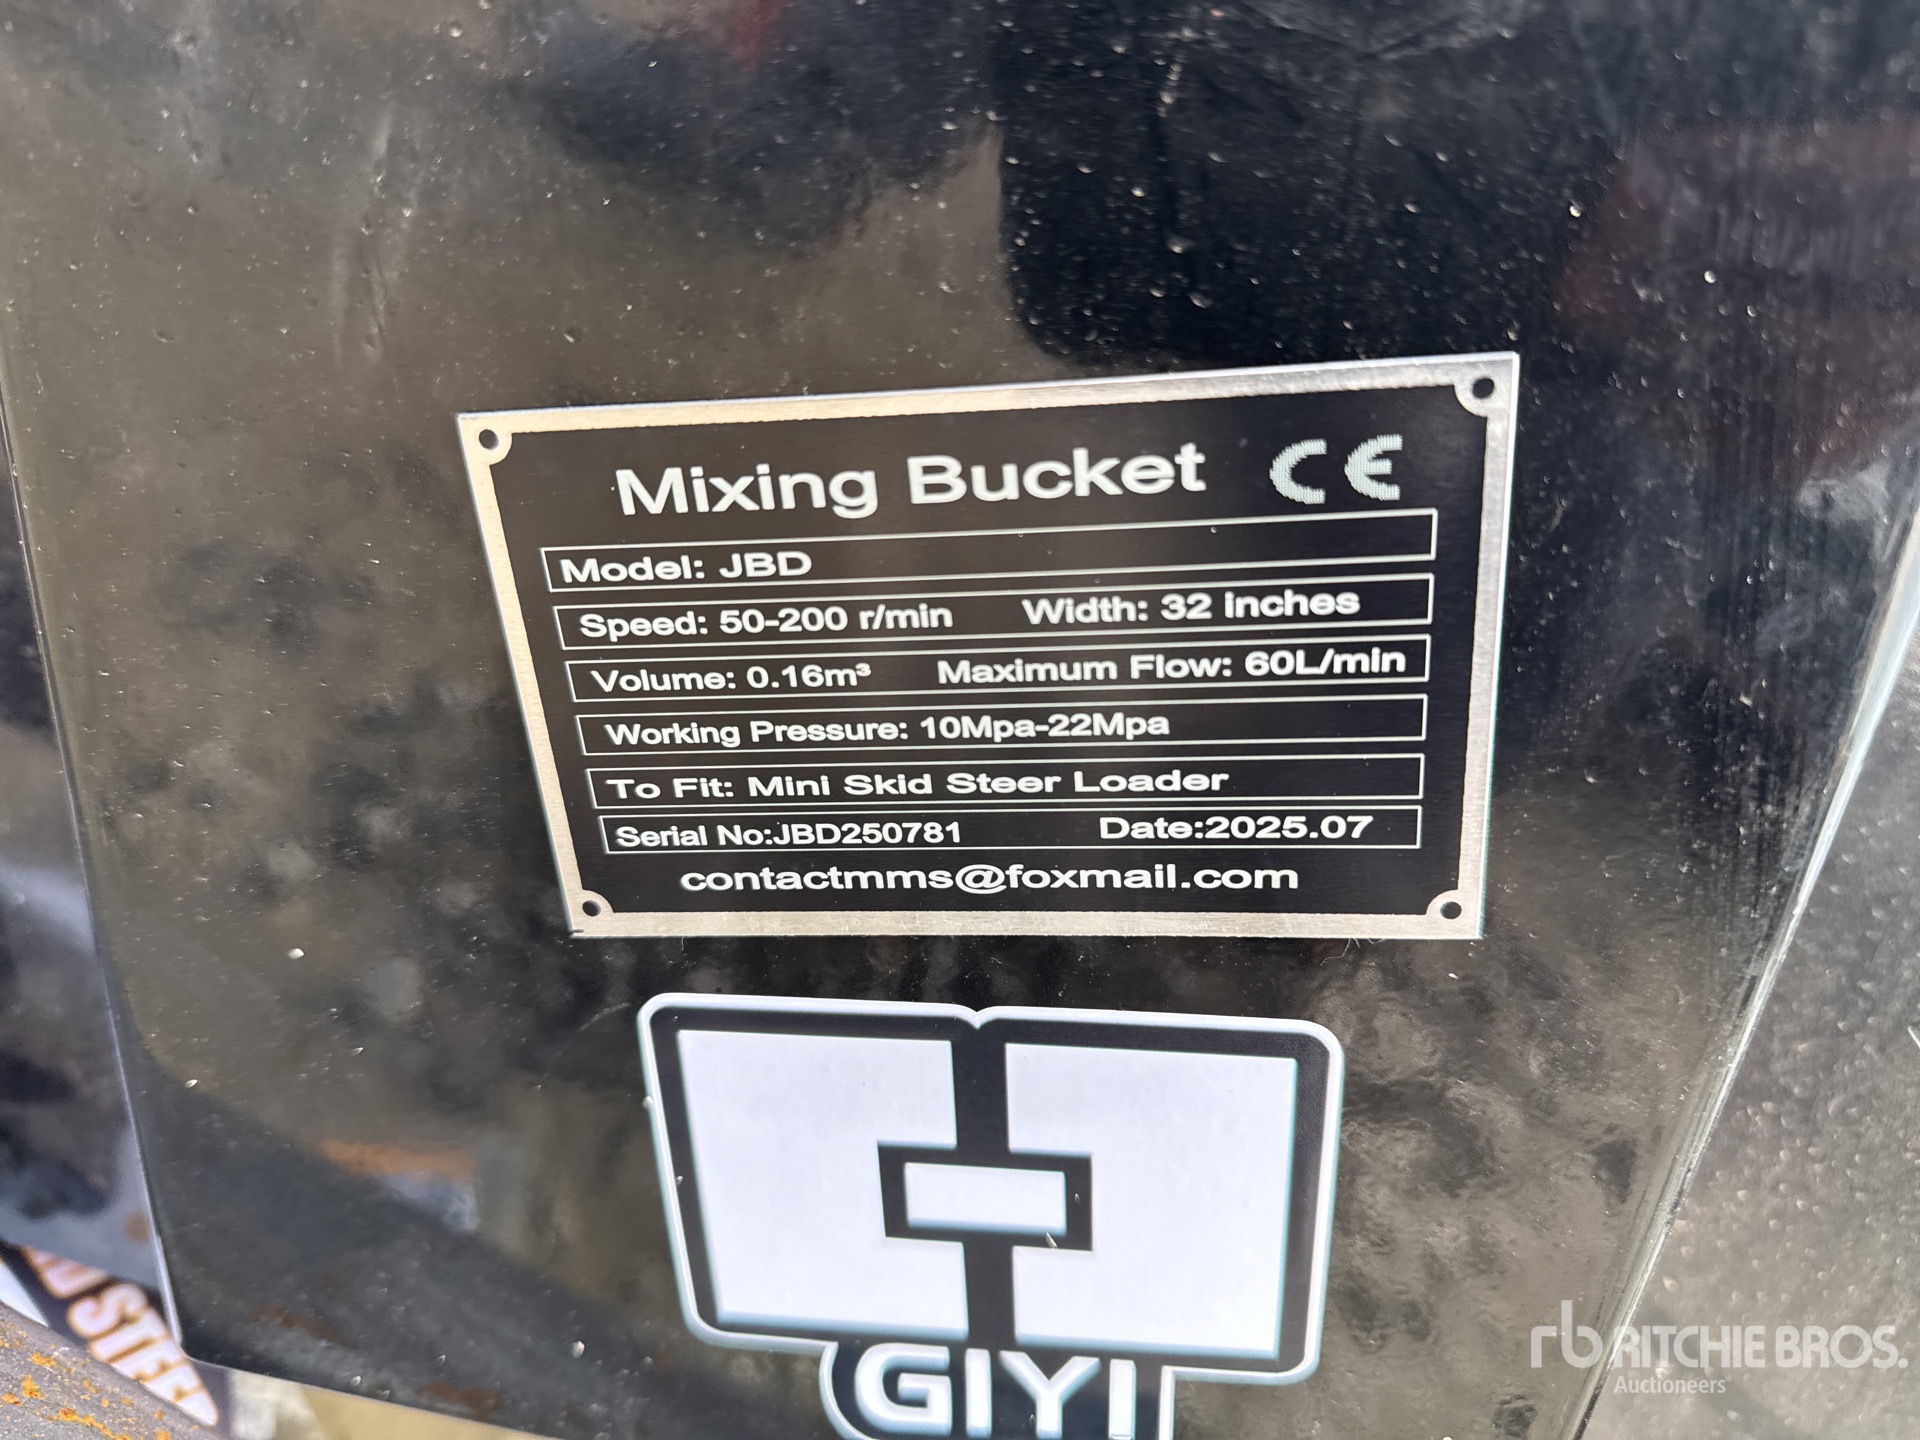 Mixing Bucket CE
Model: JBD
Speed: 50-200 r/min Width: 32 inches
Volume: 0.16m³ Maximum Flow: 60L/min
Working Pressure: 10Mpa-22Mpa
To Fit: Mini Skid Steer Loader
Serial No:JBD250781 Date:2025.07
contactmms@foxmail.com
GIYI
STEER
rb RITCHIE BROS.
Auctioneers